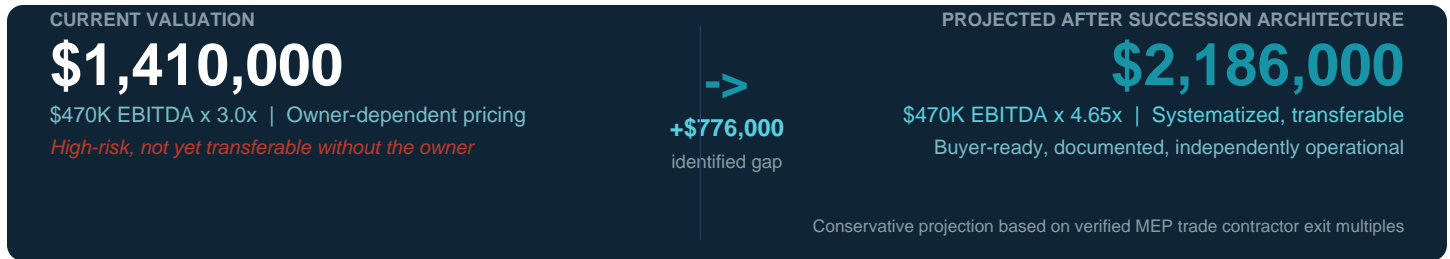 CURRENT VALUATION
$1,410,000
$470K EBITDA x 3.0x | Owner-dependent pricing
High-risk, not yet transferable without the owner
->
+$776,000
identified gap
PROJECTED AFTER SUCCESSION ARCHITECTURE
$2,186,000
$470K EBITDA x 4.65x | Systematized, transferable
Buyer-ready, documented, independently operational
Conservative projection based on verified MEP trade contractor exit multiples